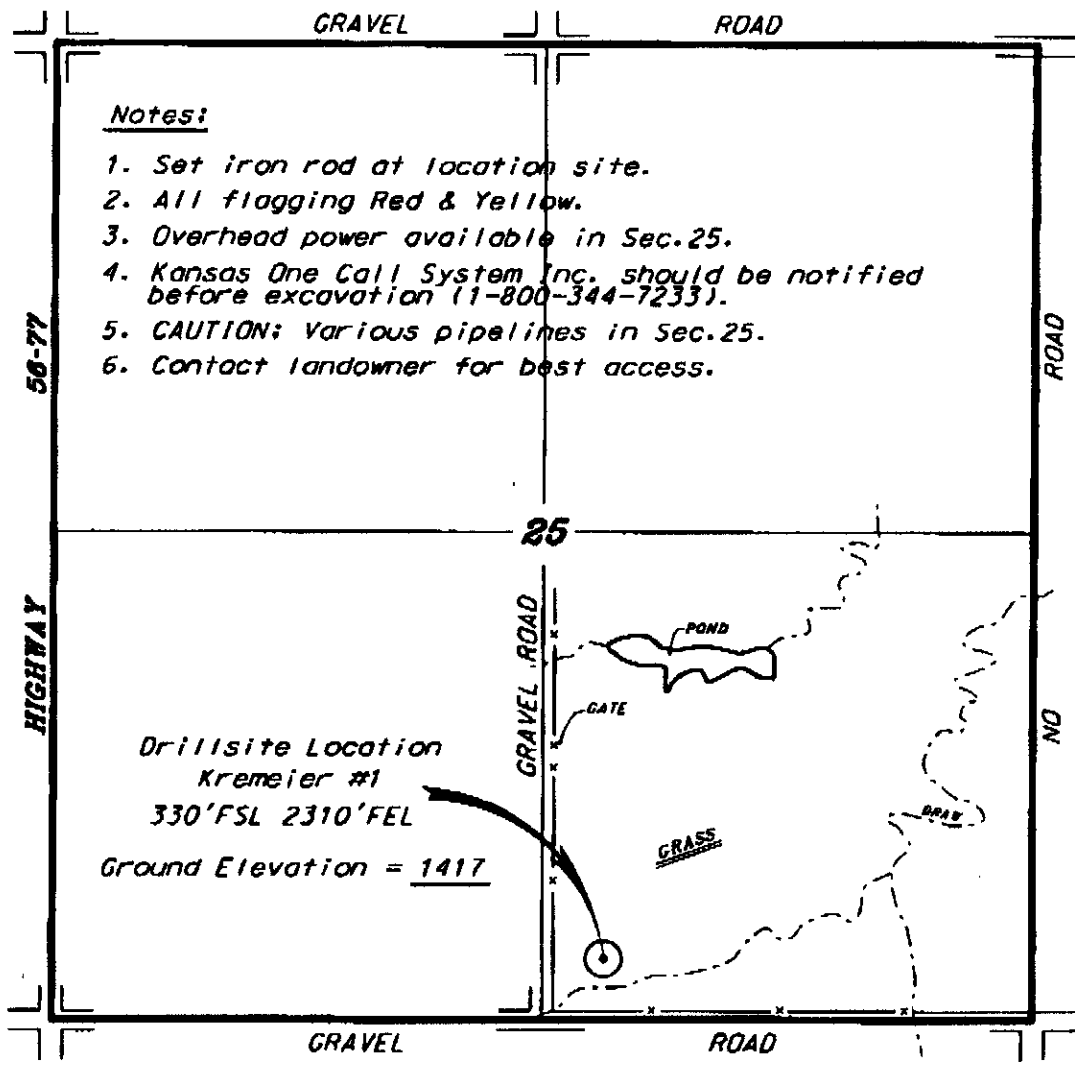 GRAVEL ROAD
Notes:
1. Set iron rod at location site.
2. All flagging Red & Yellow.
3. Overhead power available in Sec.25.
4. Kansas One Call System Inc. should be notified
before excavation (1-800-344-7233).
5. CAUTION: Various pipelines in Sec.25.
6. Contact landowner for best access.
HIGHWAY 56-77
NO ROAD
25
GRAVEL ROAD
POND
GATE
Drillsite Location
Kremeier #1
330'FSL 2310'FEL
Ground Elevation = 1417
GRASS
DRAW
GRAVEL ROAD